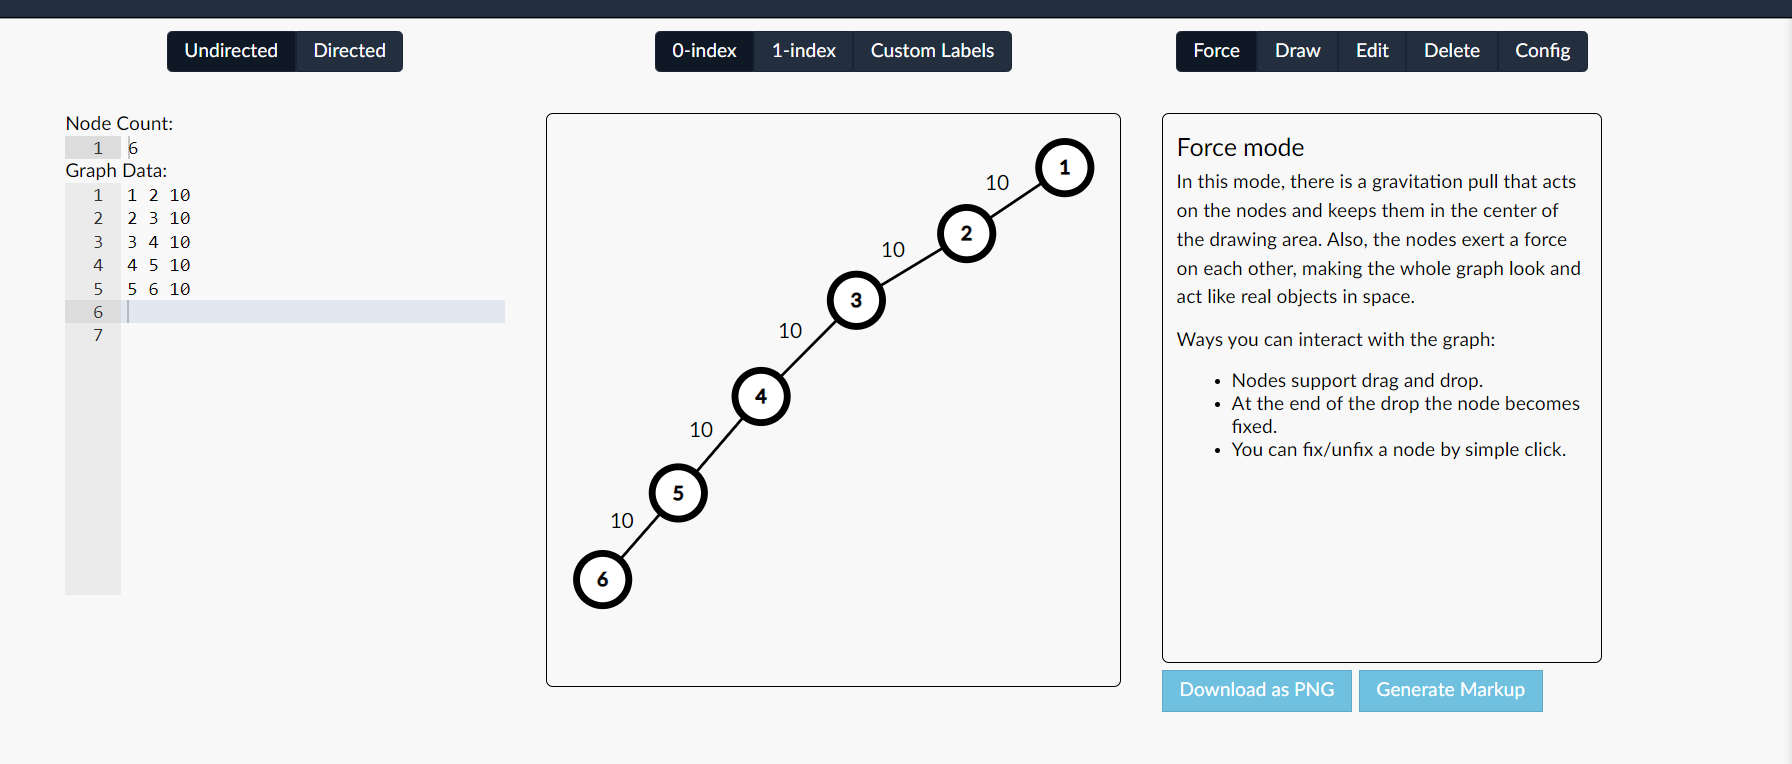 Undirected Directed
0-index 1-index Custom Labels
Force Draw Edit Delete Config
Node Count:
1 6
Graph Data:
1 1 2 10
2 2 3 10
3 3 4 10
4 4 5 10
5 5 6 10
6
7
1
10
2
10
3
10
4
10
5
10
6
Force mode
In this mode, there is a gravitation pull that acts
on the nodes and keeps them in the center of
the drawing area. Also, the nodes exert a force
on each other, making the whole graph look and
act like real objects in space.
Ways you can interact with the graph:
• Nodes support drag and drop.
• At the end of the drop the node becomes
fixed.
• You can fix/unfix a node by simple click.
Download as PNG Generate Markup